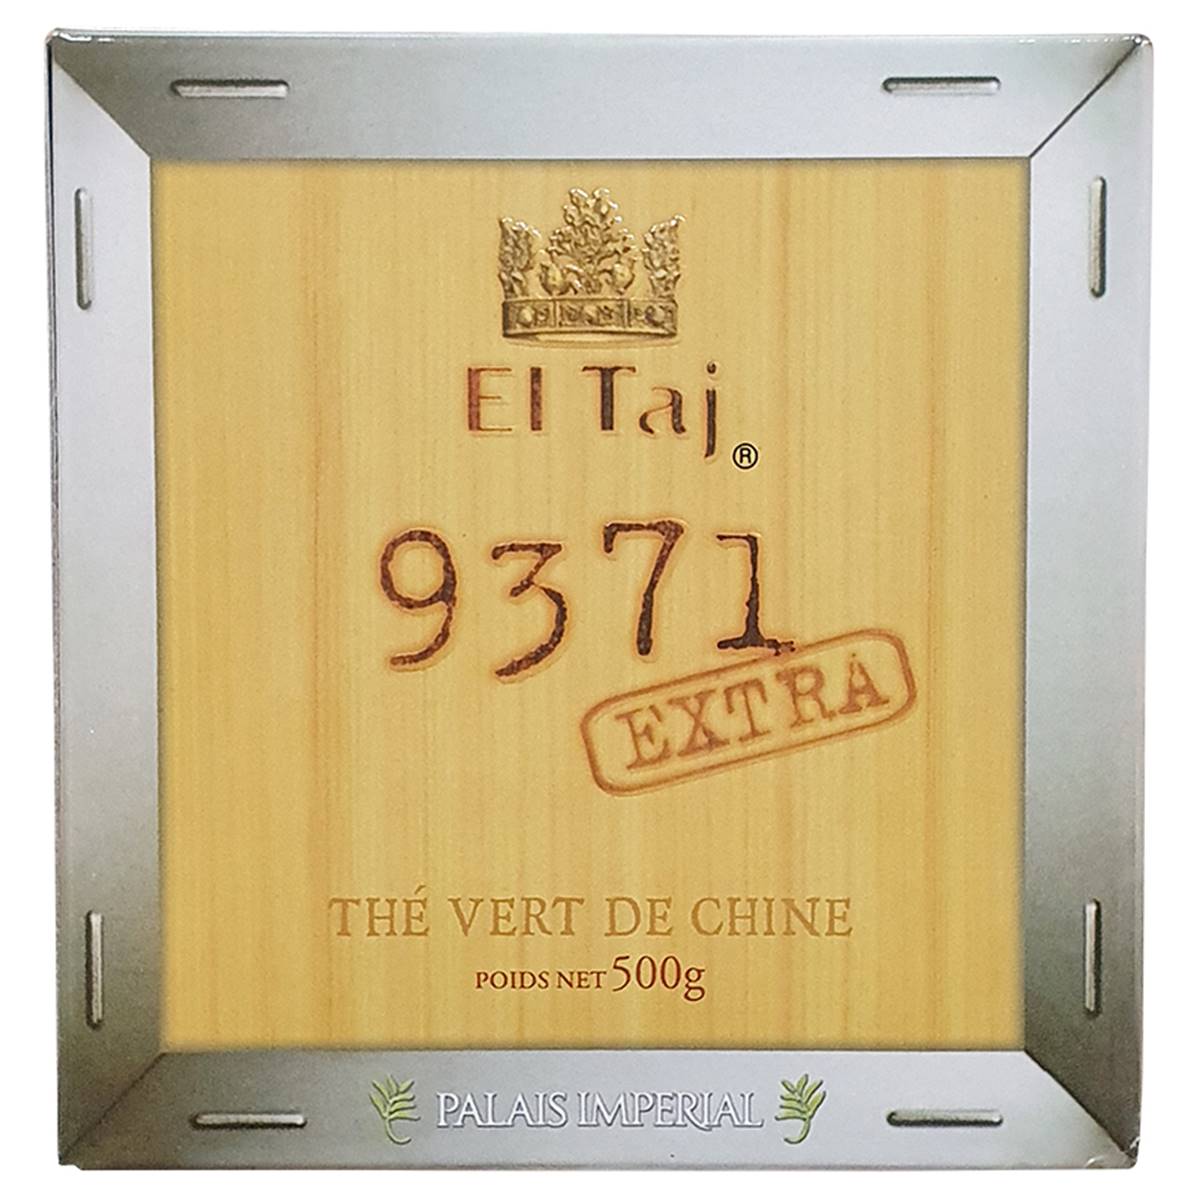 El Taj
®
9371
EXTRA
THÉ VERT DE CHINE
POIDS NET 500g
PALAIS IMPERIAL